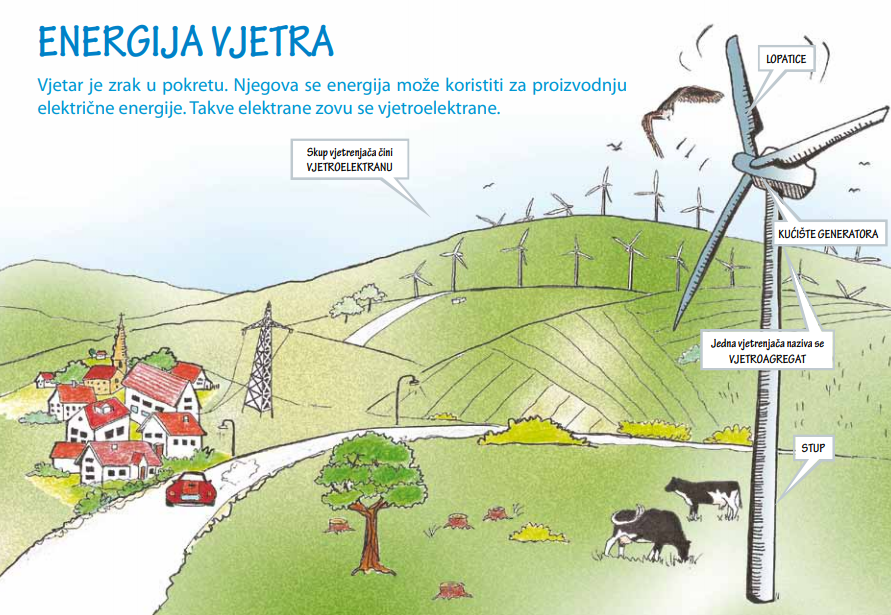 ENERGIJA VJETRA
Vjetar je zrak u pokretu. Njegova se energija može koristiti za proizvodnju
električne energije. Takve elektrane zovu se vjetroelektrane.
LOPATICE
Skup vjetrenjača čini
VJETROELEKTRANU
KUĆIŠTE GENERATORA
Jedna vjetrenjača naziva se
VJETROAGREGAT
STUP